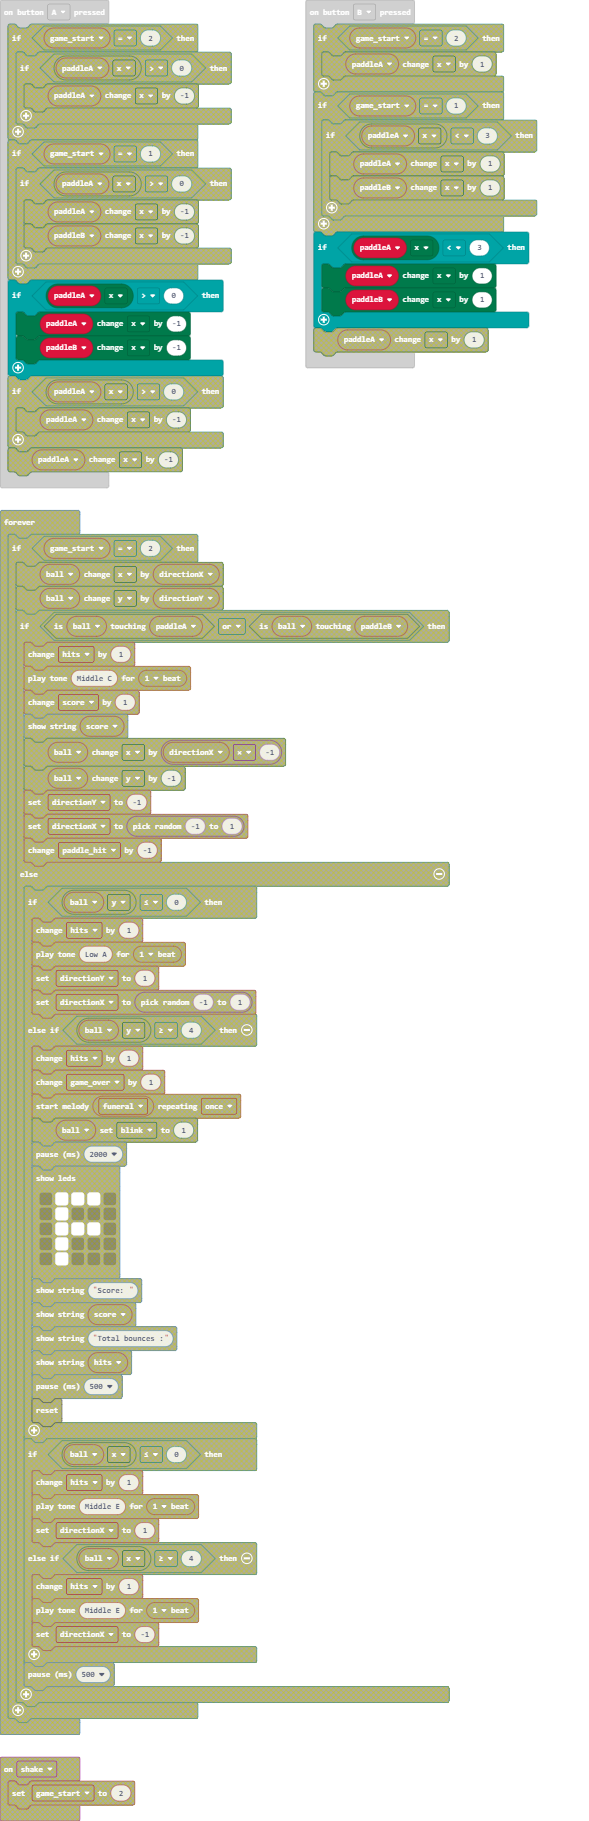 on button A pressed
if game_start = 2 then
if paddleA x > 0 then
paddleA change x by -1
if game_start = 1 then
if paddleA x > 0 then
paddleA change x by -1
paddleB change x by -1
if paddleA x > 0 then
paddleA change x by -1
paddleB change x by -1
if paddleA x > 0 then
paddleA change x by -1
paddleA change x by -1
on button B pressed
if game_start = 2 then
paddleA change x by 1
if game_start = 1 then
if paddleA x < 3 then
paddleA change x by 1
paddleB change x by 1
if paddleA x < 3 then
paddleA change x by 1
paddleB change x by 1
paddleA change x by 1
forever
if game_start = 2 then
ball change x by directionX
ball change y by directionY
if is ball touching paddleA or is ball touching paddleB then
change hits by 1
play tone Middle C for 1 beat
change score by 1
show string score
ball change x by directionX × -1
ball change y by -1
set directionY to -1
set directionX to pick random -1 to 1
change paddle_hit by -1
else
if ball y ≤ 0 then
change hits by 1
play tone Low A for 1 beat
set directionY to 1
set directionX to pick random -1 to 1
else if ball y ≥ 4 then
change hits by 1
change game_over by 1
start melody funeral repeating once
ball set blink to 1
pause (ms) 2000
show leds
show string "Score: "
show string score
show string "Total bounces :"
show string hits
pause (ms) 500
reset
if ball x ≤ 0 then
change hits by 1
play tone Middle E for 1 beat
set directionX to 1
else if ball x ≥ 4 then
change hits by 1
play tone Middle E for 1 beat
set directionX to -1
pause (ms) 500
on shake
set game_start to 2